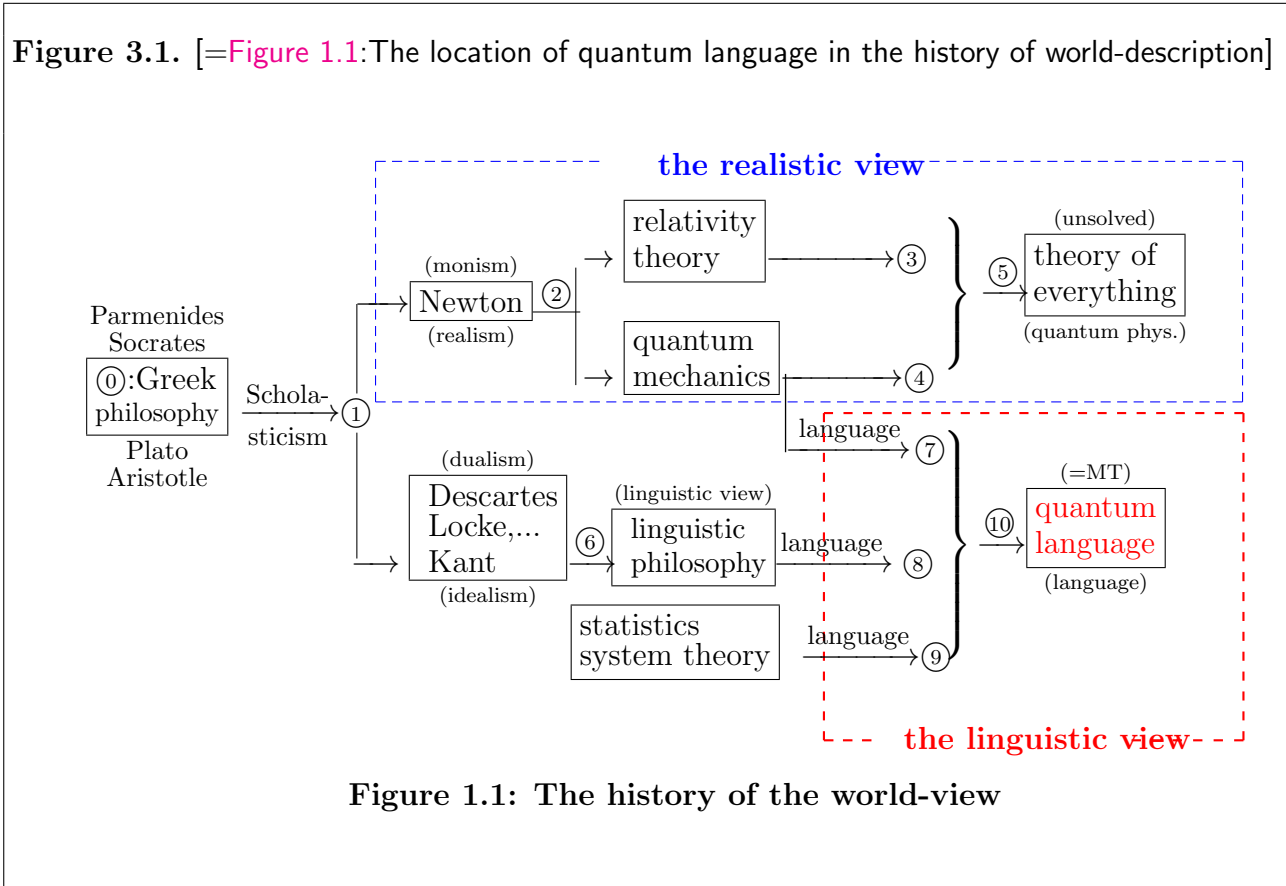 Figure 3.1. [=Figure 1.1:The location of quantum language in the history of world-description]
the realistic view
Parmenides
Socrates
⓪:Greek
philosophy
Plato
Aristotle
Schola-
sticism
①
(monism)
Newton
(realism)
②
relativity
theory
③
quantum
mechanics
④
⑤
(unsolved)
theory of
everything
(quantum phys.)
(dualism)
Descartes
Locke,...
Kant
(idealism)
⑥
(linguistic view)
linguistic
philosophy
language
⑦
language
⑧
statistics
system theory
language
⑨
⑩
(=MT)
quantum
language
(language)
the linguistic view
Figure 1.1: The history of the world-view